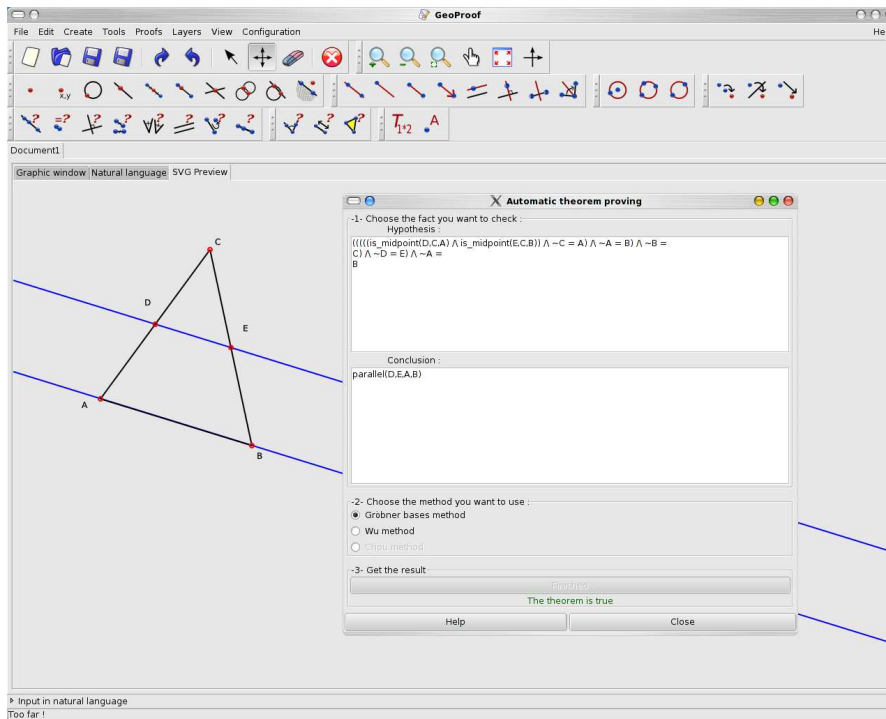 GeoProof
File Edit Create Tools Proofs Layers View Configuration He
x,y
? =? ? ? ? ? ? ? ? ? ? T1*2 A
Document1
Graphic window Natural language SVG Preview
X Automatic theorem proving
-1- Choose the fact you want to check :
Hypothesis :
(((((is_midpoint(D,C,A) /\ is_midpoint(E,C,B)) /\ ~C = A) /\ ~A = B) /\ ~B =
C) /\ ~D = E) /\ ~A =
B
C
D
E
A
B
Conclusion :
parallel(D,E,A,B)
-2- Choose the method you want to use :
Gröbner bases method
Wu method
Chou method
-3- Get the result
Finished
The theorem is true
Help Close
Input in natural language
Too far !